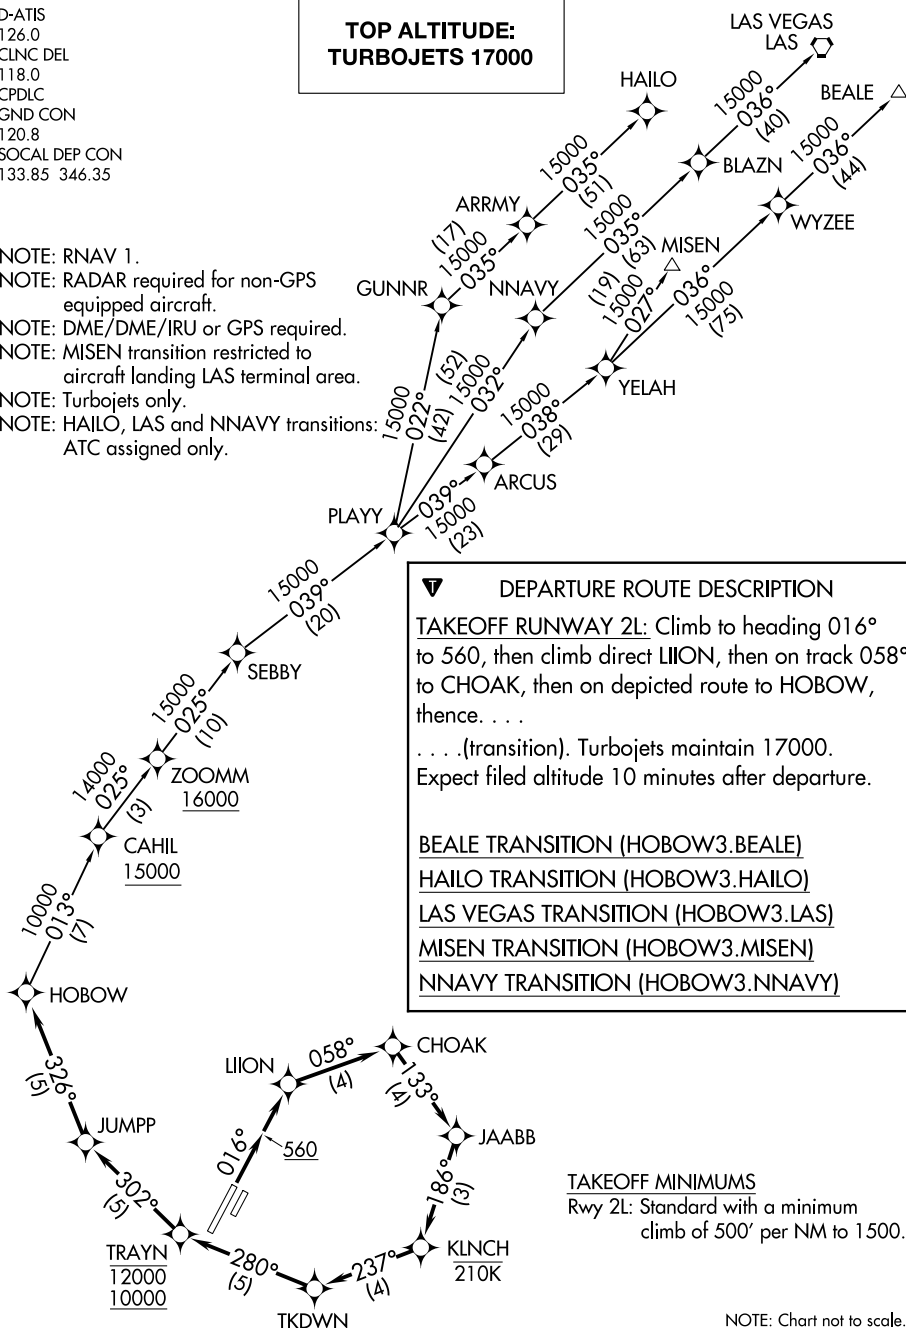 D-ATIS
126.0
CLNC DEL
118.0
CPDLC
GND CON
120.8
SOCAL DEP CON
133.85 346.35
TOP ALTITUDE:
TURBOJETS 17000
LAS VEGAS
LAS
HAILO
BEALE
15000
036°
(40)
15000
036°
(44)
BLAZN
WYZEE
15000
035°
(51)
ARRMY
(17)
15000
035°
15000
035°
(63)
MISEN
GUNNR
NNAVY
(19)
15000
027°
036°
15000
(75)
YELAH
NOTE: RNAV 1.
NOTE: RADAR required for non-GPS
equipped aircraft.
NOTE: DME/DME/IRU or GPS required.
NOTE: MISEN transition restricted to
aircraft landing LAS terminal area.
NOTE: Turbojets only.
NOTE: HAILO, LAS and NNAVY transitions:
ATC assigned only.
15000
022°
(42)
(52)
15000
032°
15000
038°
(29)
ARCUS
PLAYY
039°
15000
(23)
15000
039°
(20)
SEBBY
15000
025°
(10)
ZOOMM
16000
14000
025°
(3)
CAHIL
15000
10000
013°
(7)
HOBOW
T
DEPARTURE ROUTE DESCRIPTION
TAKEOFF RUNWAY 2L: Climb to heading 016°
to 560, then climb direct LIION, then on track 058°
to CHOAK, then on depicted route to HOBOW,
thence. . . .
. . . .(transition). Turbojets maintain 17000.
Expect filed altitude 10 minutes after departure.
BEALE TRANSITION (HOBOW3.BEALE)
HAILO TRANSITION (HOBOW3.HAILO)
LAS VEGAS TRANSITION (HOBOW3.LAS)
MISEN TRANSITION (HOBOW3.MISEN)
NNAVY TRANSITION (HOBOW3.NNAVY)
326°
(5)
JUMPP
302°
(5)
TRAYN
12000
10000
LIION
058°
(4)
CHOAK
133°
(4)
JAABB
016°
560
186°
(3)
KLNCH
210K
237°
(4)
280°
(5)
TKDWN
TAKEOFF MINIMUMS
Rwy 2L: Standard with a minimum
climb of 500' per NM to 1500.
NOTE: Chart not to scale.